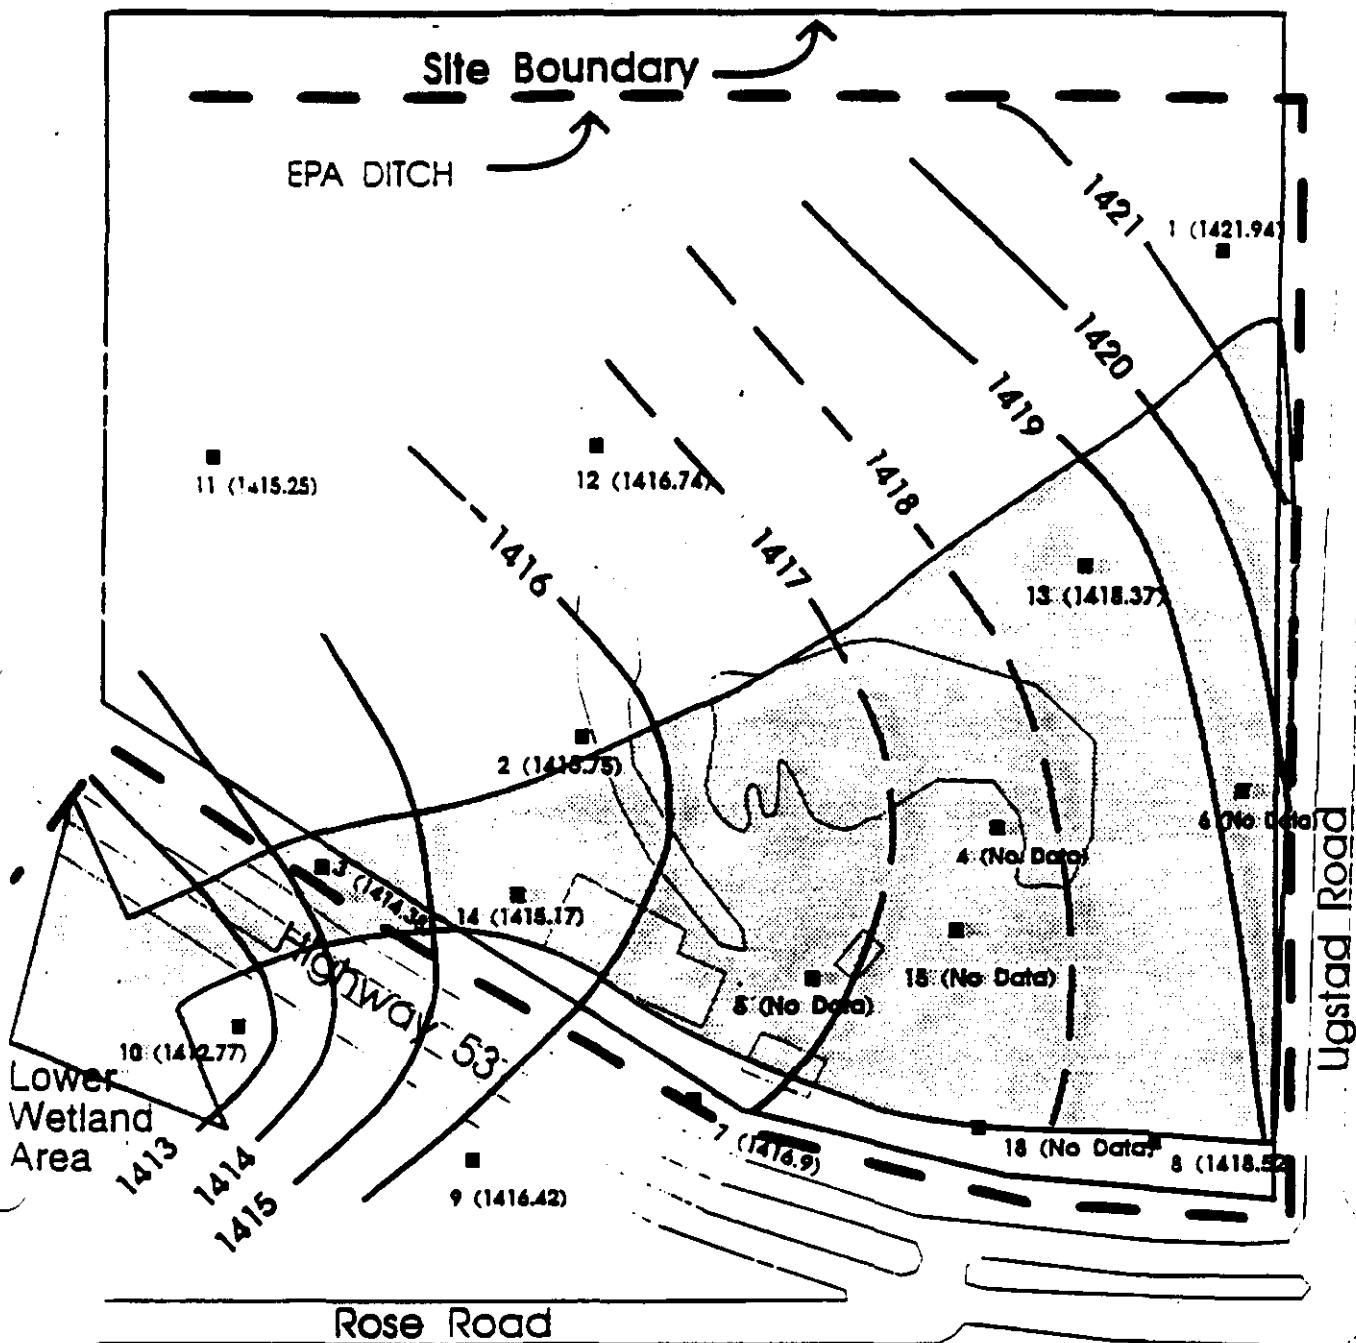 Site Boundary
EPA DITCH
1421
1 (1421.94)
1420
1419
1418
1417
1416
11 (1415.25)
12 (1416.74)
13 (1418.37)
2 (1415.75)
6 (No Data)
4 (No Data)
3 (1414.34)
14 (1415.17)
15 (No Data)
5 (No Data)
Highway 53
10 (1412.77)
Lower
Wetland
Area
Ugstad Road
7 (1416.9)
18 (No Data)
8 (1418.52
9 (1416.42)
1413
1414
1415
Rose Road